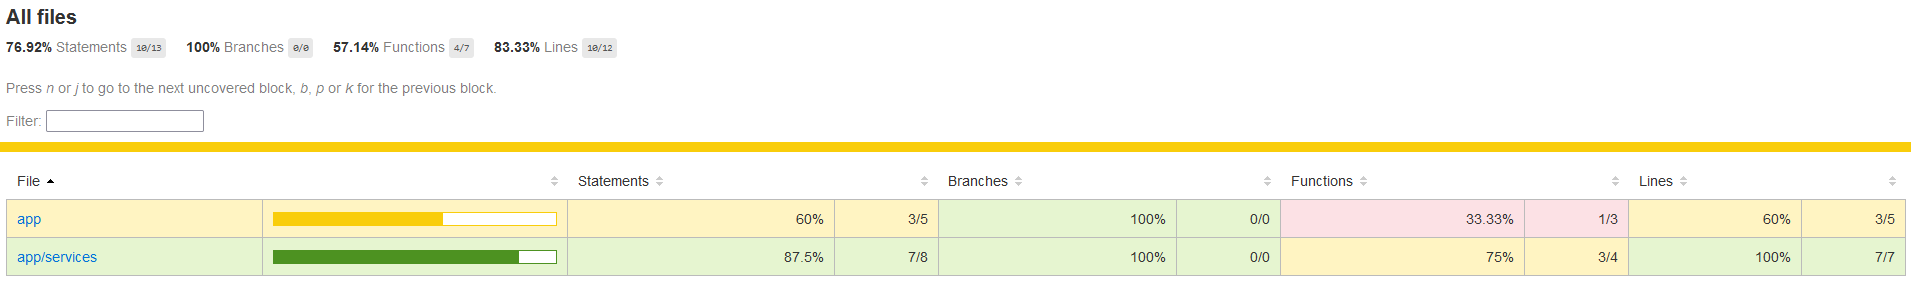 All files
76.92% Statements 10/13 100% Branches 0/0 57.14% Functions 4/7 83.33% Lines 10/12
Press n or j to go to the next uncovered block, b, p or k for the previous block.
Filter:
File Statements Branches Functions Lines
app 60% 3/5 100% 0/0 33.33% 1/3 60% 3/5
app/services 87.5% 7/8 100% 0/0 75% 3/4 100% 7/7